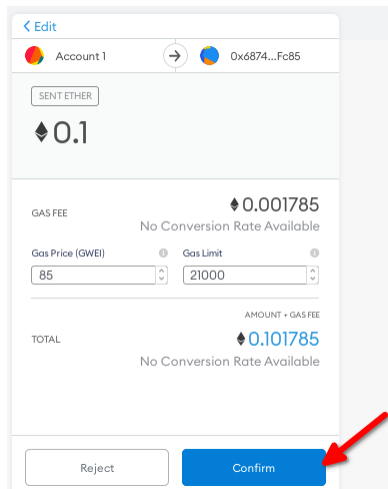 Edit
Account 1
0x6874...Fc85
SENT ETHER
0.1
GAS FEE
0.001785
No Conversion Rate Available
Gas Price (GWEI)
Gas Limit
85
21000
AMOUNT + GAS FEE
TOTAL
0.101785
No Conversion Rate Available
Reject
Confirm